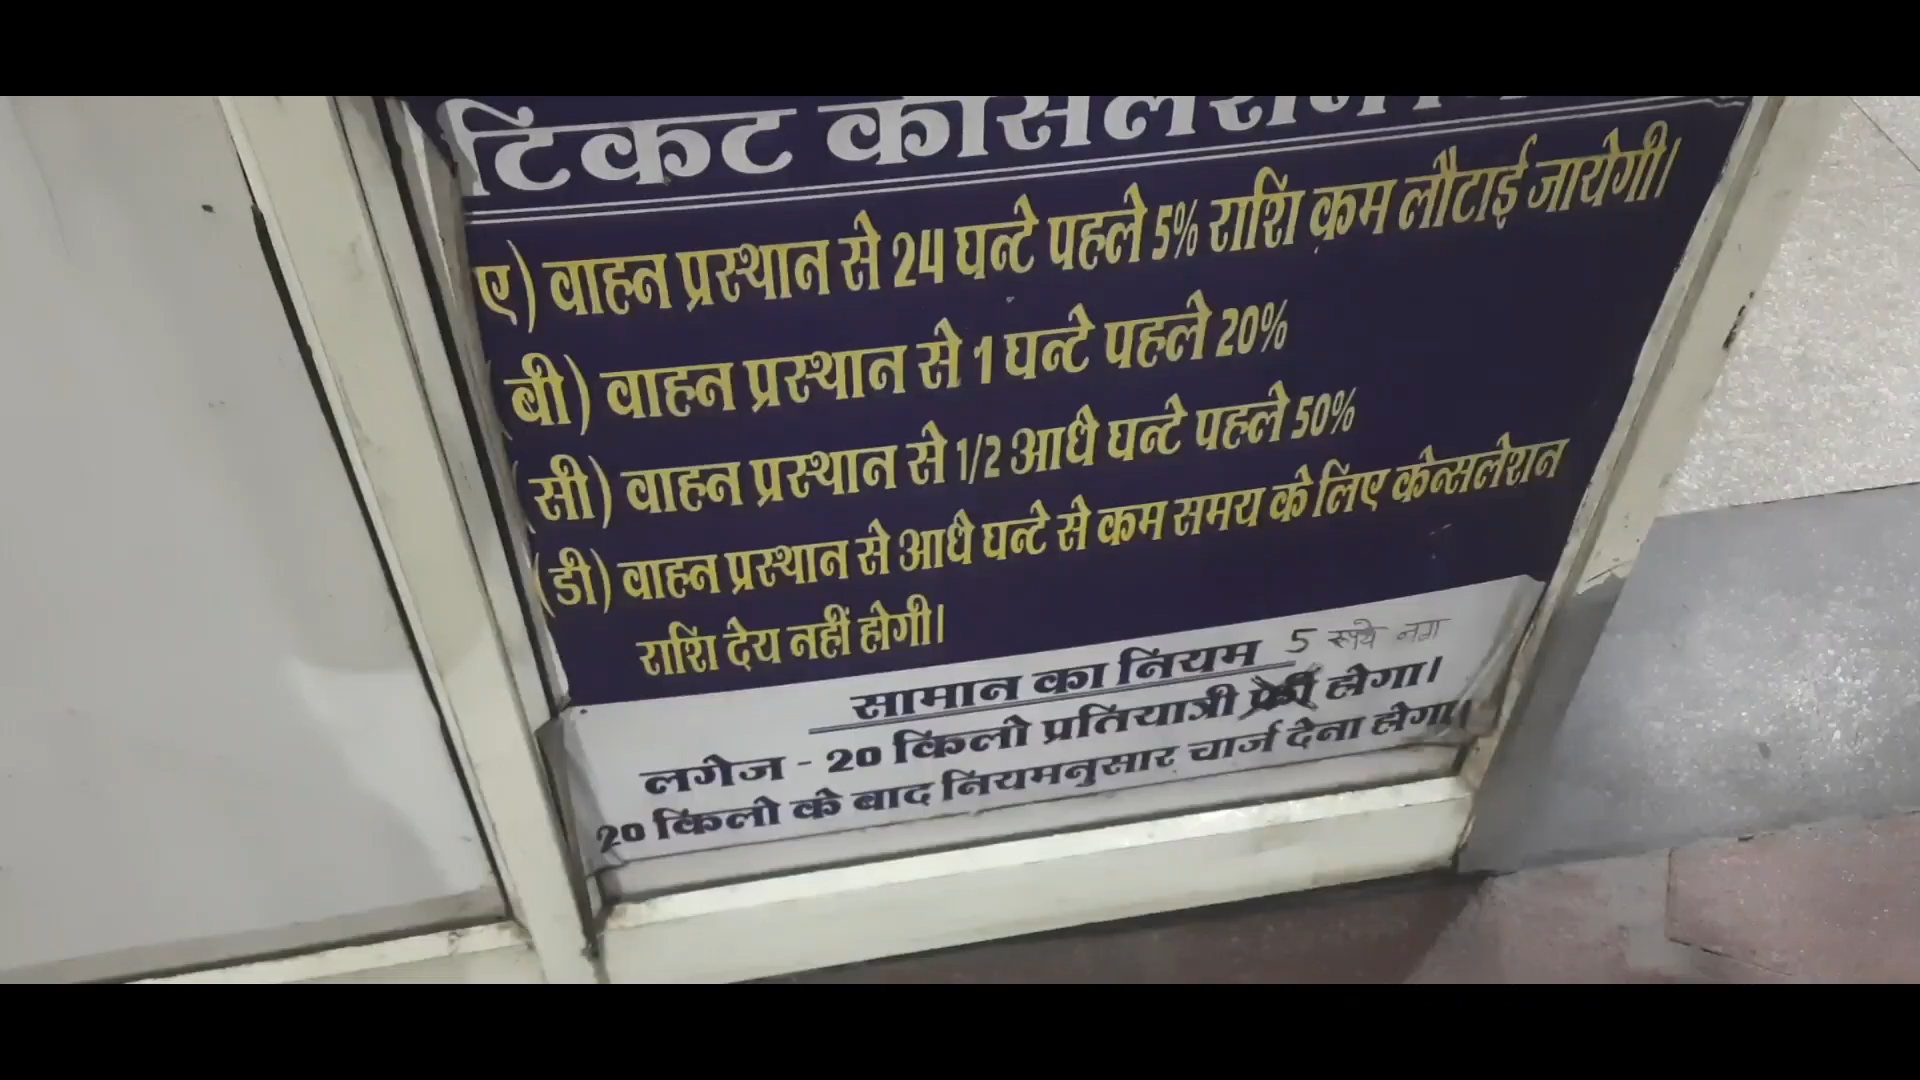 टिकट कॉसलेशन
ए) वाहन प्रस्थान से 24 घन्टे पहले 5% राशि कम लौटाई जायेगी।
(बी) वाहन प्रस्थान से 1 घन्टे पहले 20%
(सी) वाहन प्रस्थान से 1/2 आधे घन्टे पहले 50%
(डी) वाहन प्रस्थान से आधे घन्टे से कम समय के लिए केन्सलेशन
राशि देय नहीं होगी।
सामान का नियम 5 रूपये नग
लगेज - 20 किलो प्रतियात्री फ्री होगा।
20 किलो के बाद नियमनुसार चार्ज देना होगा।